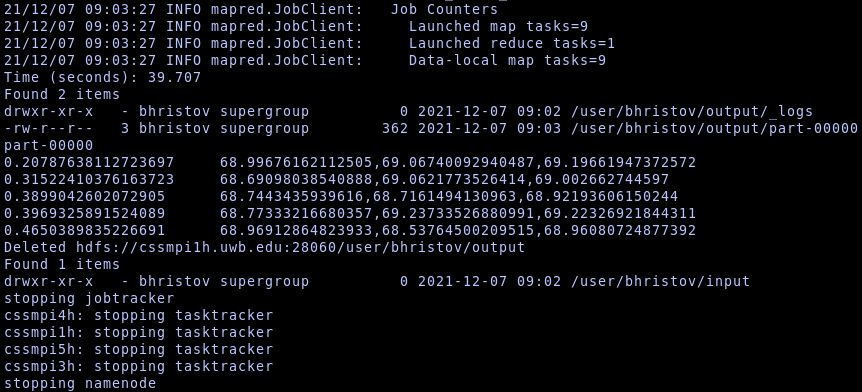 21/12/07 09:03:27 INFO mapred.JobClient:   Job Counters
21/12/07 09:03:27 INFO mapred.JobClient:     Launched map tasks=9
21/12/07 09:03:27 INFO mapred.JobClient:     Launched reduce tasks=1
21/12/07 09:03:27 INFO mapred.JobClient:     Data-local map tasks=9
Time (seconds): 39.707
Found 2 items
drwxr-xr-x   - bhristov supergroup          0 2021-12-07 09:02 /user/bhristov/output/_logs
-rw-r--r--   3 bhristov supergroup        362 2021-12-07 09:03 /user/bhristov/output/part-00000
part-00000
0.20787638112723697     68.99676162112505,69.06740092940487,69.19661947372572
0.31522410376163723     68.69098038540888,69.0621773526414,69.002662744597
0.3899042602072905      68.7443435939616,68.7161494130963,68.92193606150244
0.3969325891524089      68.77333216680357,69.23733526880991,69.22326921844311
0.4650389835226691      68.96912864823933,68.53764500209515,68.96080724877392
Deleted hdfs://cssmpi1h.uwb.edu:28060/user/bhristov/output
Found 1 items
drwxr-xr-x   - bhristov supergroup          0 2021-12-07 09:02 /user/bhristov/input
stopping jobtracker
cssmpi4h: stopping tasktracker
cssmpi1h: stopping tasktracker
cssmpi5h: stopping tasktracker
cssmpi3h: stopping tasktracker
stopping namenode